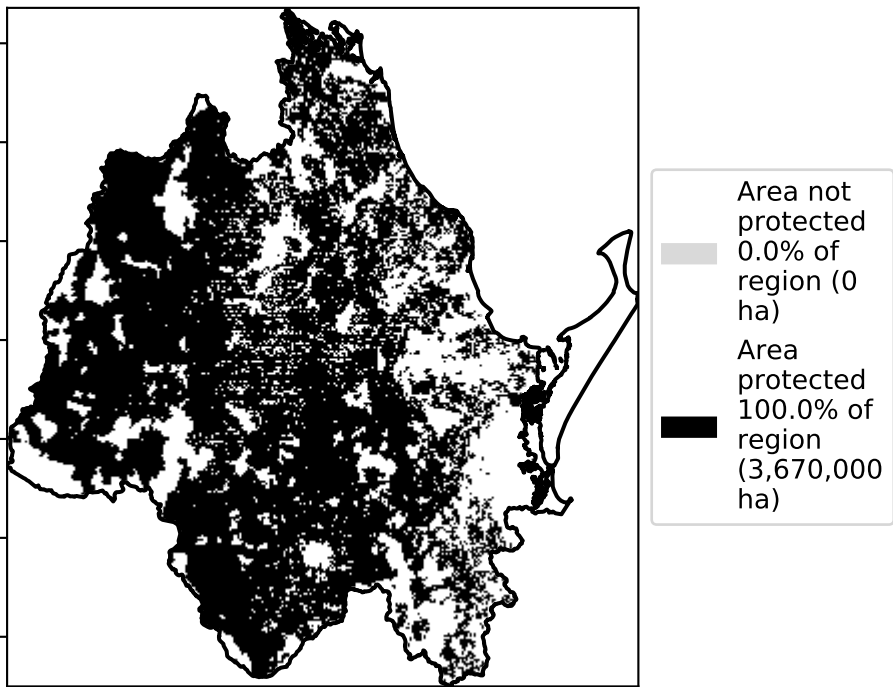 Area not
protected
0.0% of
region (0
ha)
Area
protected
100.0% of
region
(3,670,000
ha)